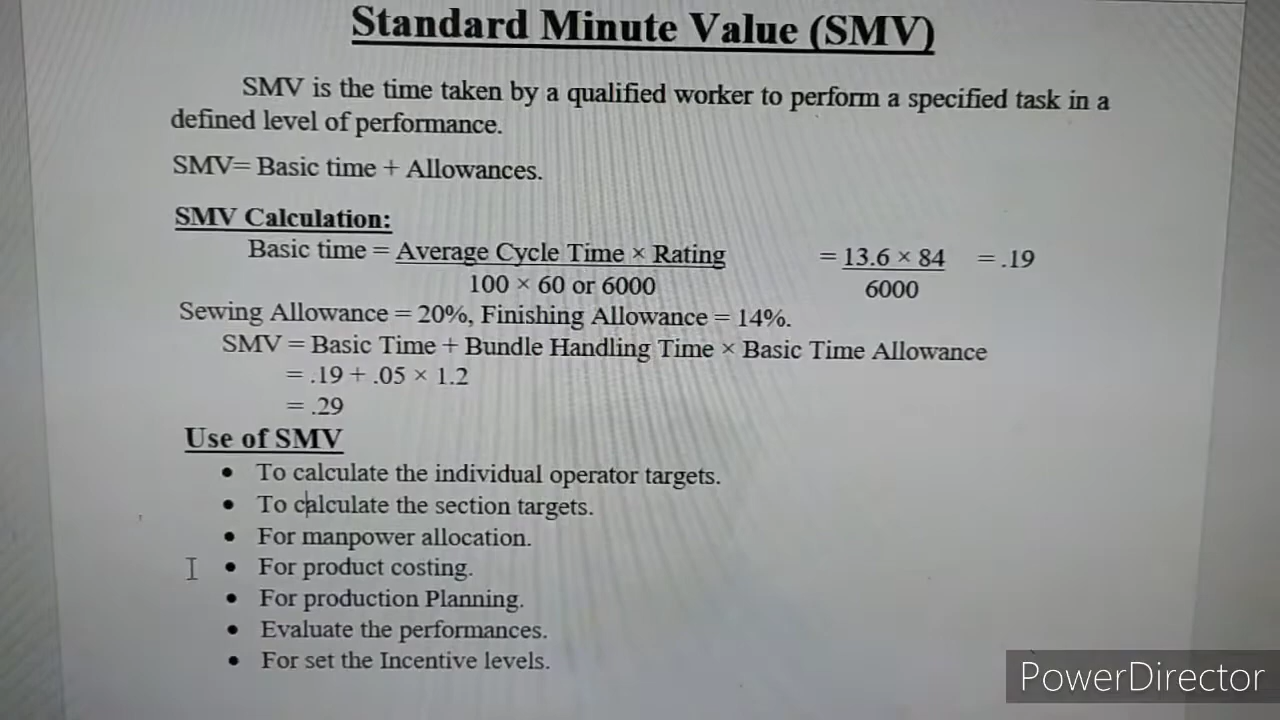 Standard Minute Value (SMV)
SMV is the time taken by a qualified worker to perform a specified task in a
defined level of performance.
SMV= Basic time + Allowances.
SMV Calculation:
Basic time = Average Cycle Time × Rating = 13.6 × 84 = .19
100 × 60 or 6000 6000
Sewing Allowance = 20%, Finishing Allowance = 14%.
SMV = Basic Time + Bundle Handling Time × Basic Time Allowance
= .19 + .05 × 1.2
= .29
Use of SMV
• To calculate the individual operator targets.
• To calculate the section targets.
• For manpower allocation.
• For product costing.
• For production Planning.
• Evaluate the performances.
• For set the Incentive levels.
PowerDirector